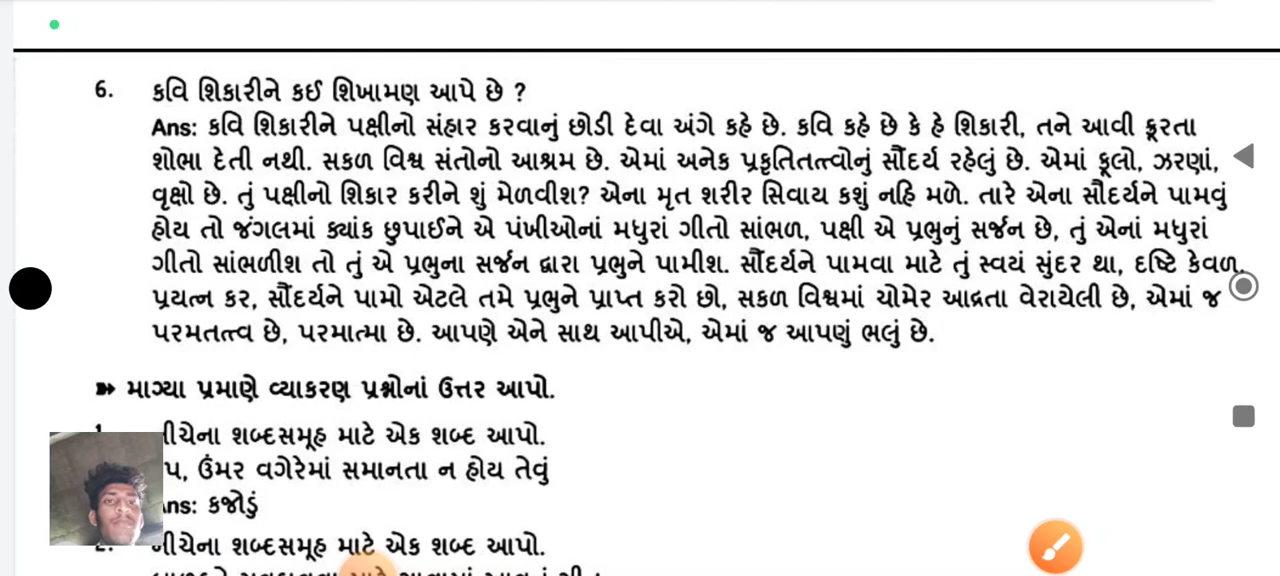 6. કવિ શિકારીને કઈ શિખામણ આપે છે ?
Ans: કવિ શિકારીને પક્ષીનો સંહાર કરવાનું છોડી દેવા અંગે કહે છે. કવિ કહે છે કે હે શિકારી, તને આવી ક્રૂરતા
શોભા દેતી નથી. સકળ વિશ્વ સંતોનો આશ્રમ છે. એમાં અનેક પ્રકૃતિતત્ત્વોનું સૌંદર્ય રહેલું છે. એમાં ફૂલો, ઝરણાં,
વૃક્ષો છે. તું પક્ષીનો શિકાર કરીને શું મેળવીશ? એના મૃત શરીર સિવાય કશું નહિ મળે. તારે એના સૌદર્યને પામવું
હોય તો જંગલમાં ક્યાંક છુપાઈને એ પંખીઓનાં મધુરાં ગીતો સાંભળ, પક્ષી એ પ્રભુનું સર્જન છે, તું એનાં મધુરાં
ગીતો સાંભળીશ તો તું એ પ્રભુના સર્જન દ્વારા પ્રભુને પામીશ. સૌંદર્યને પામવા માટે તું સ્વયં સુંદર થા, દષ્ટિ કેવળ
પ્રયત્ન કર, સૌંદર્યને પામો એટલે તમે પ્રભુને પ્રાપ્ત કરો છો, સકળ વિશ્વમાં ચોમેર આદ્રતા વેરાયેલી છે, એમાં જ
પરમતત્ત્વ છે, પરમાત્મા છે. આપણે એને સાથ આપીએ, એમાં જ આપણું ભલું છે.
માગ્યા પ્રમાણે વ્યાકરણ પ્રશ્નોનાં ઉત્તર આપો.
શબ્દસમૂહ માટે એક શબ્દ આપો.
ઉંમર વગેરેમાં સમાનતા ન હોય તેવું
કજોડું
શબ્દસમૂહ માટે એક શબ્દ આપો.